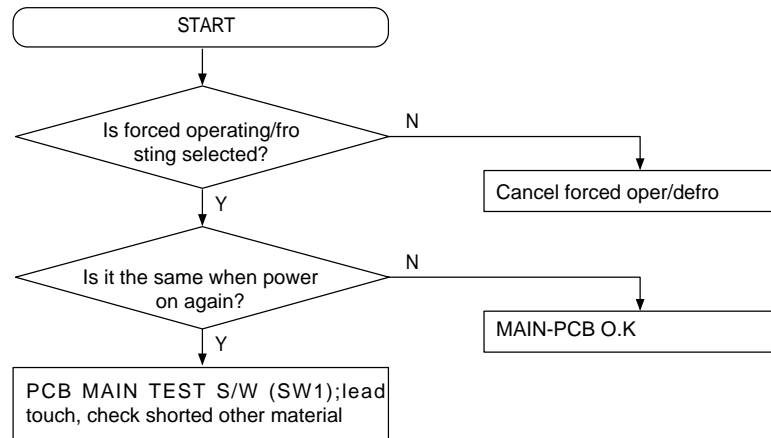 START
Is forced operating/fro
sting selected?
N
Cancel forced oper/defro
Y
Is it the same when power
on again?
N
MAIN-PCB O.K
Y
PCB MAIN TEST S/W (SW1);lead
touch, check shorted other material